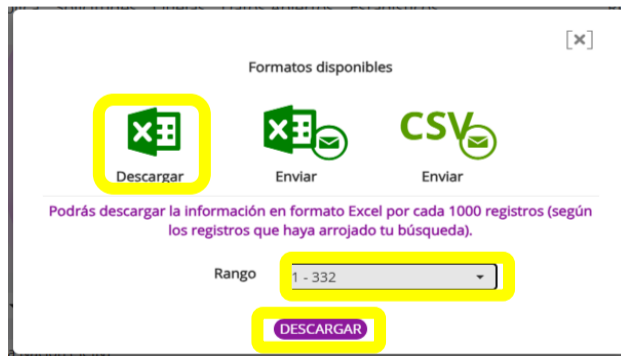 [×]
Formatos disponibles
CSV
Descargar Enviar Enviar
Podrás descargar la información en formato Excel por cada 1000 registros (según
los registros que haya arrojado tu búsqueda).
Rango 1 - 332
DESCARGAR